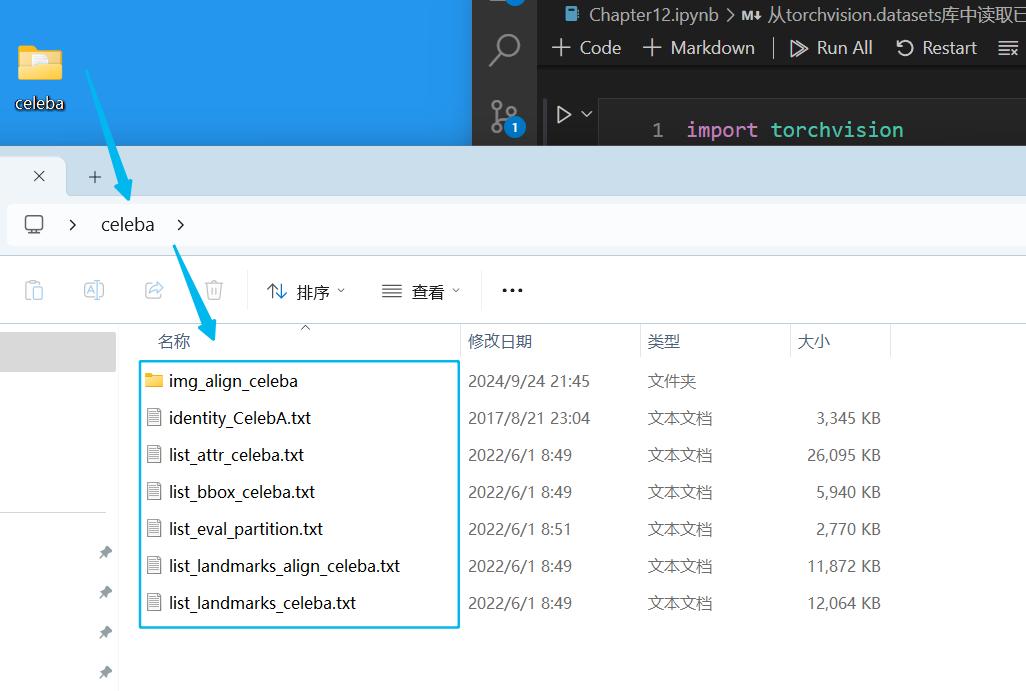 Chapter12.ipynb > M↓ 从torchvision.datasets库中读取已
+ Code + Markdown Run All Restart
celeba
1
1 import torchvision
celeba
排序 查看 ...
名称 修改日期 类型 大小
img_align_celeba 2024/9/24 21:45 文件夹
identity_CelebA.txt 2017/8/21 23:04 文本文档 3,345 KB
list_attr_celeba.txt 2022/6/1 8:49 文本文档 26,095 KB
list_bbox_celeba.txt 2022/6/1 8:49 文本文档 5,940 KB
list_eval_partition.txt 2022/6/1 8:51 文本文档 2,770 KB
list_landmarks_align_celeba.txt 2022/6/1 8:49 文本文档 11,872 KB
list_landmarks_celeba.txt 2022/6/1 8:49 文本文档 12,064 KB